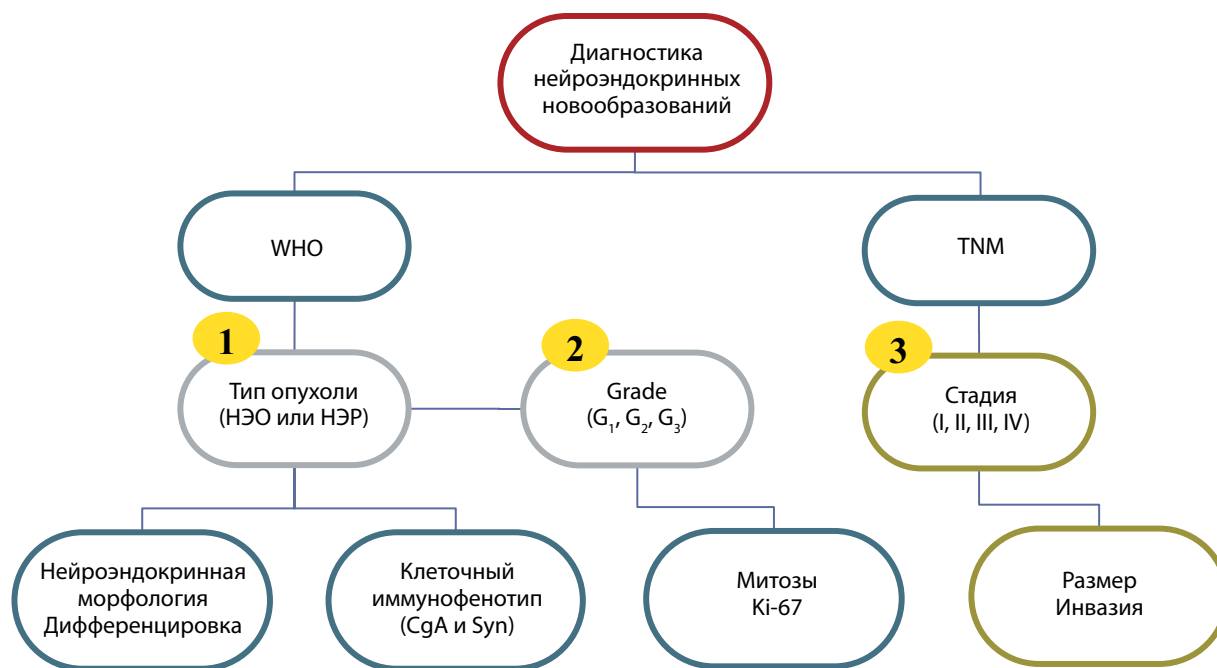 Диагностика
нейроэндокринных
новообразований
WHO
TNM
1
Тип опухоли
(НЭО или НЭР)
2
Grade
(G₁, G₂, G₃)
3
Стадия
(I, II, III, IV)
Нейроэндокринная
морфология
Дифференцировка
Клеточный
иммунофенотип
(CgA и Syn)
Митозы
Ki-67
Размер
Инвазия